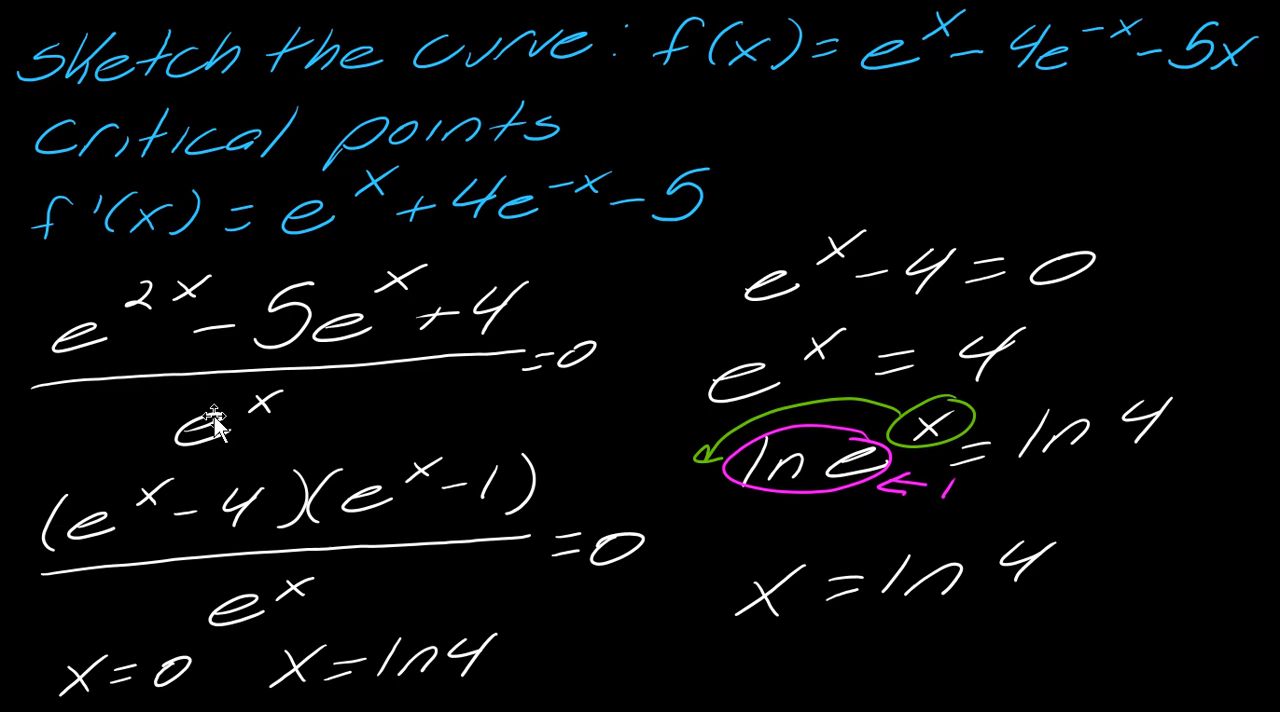 sketch the curve: f(x)= e^x - 4e^-x - 5x
critical points
f'(x) = e^x + 4e^-x - 5
e^2x - 5e^x + 4
=0
e^x
(e^x - 4)(e^x - 1)
=0
e^x
x=0 x=ln4
e^x - 4 = 0
e^x = 4
ln e^x = ln 4
← 1
x = ln 4